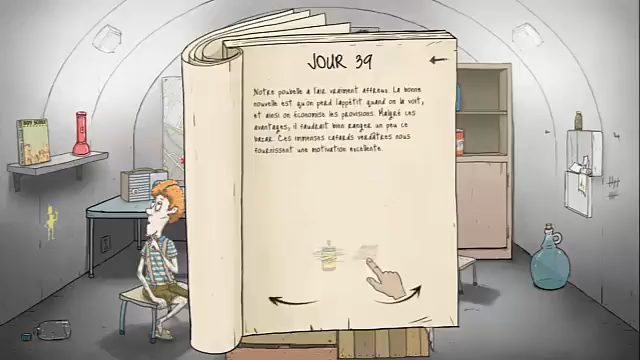 JOUR 39
Notre poubelle a l'air vraiment affreux. La bonne
nouvelle est qu'on perd l'appétit quand on la voit,
et ainsi on économise les provisions. Malgré ces
avantages, il faudrait bien ranger un peu ce
bazar. Ces immenses cafards verdâtres nous
fournissent une motivation excellente.